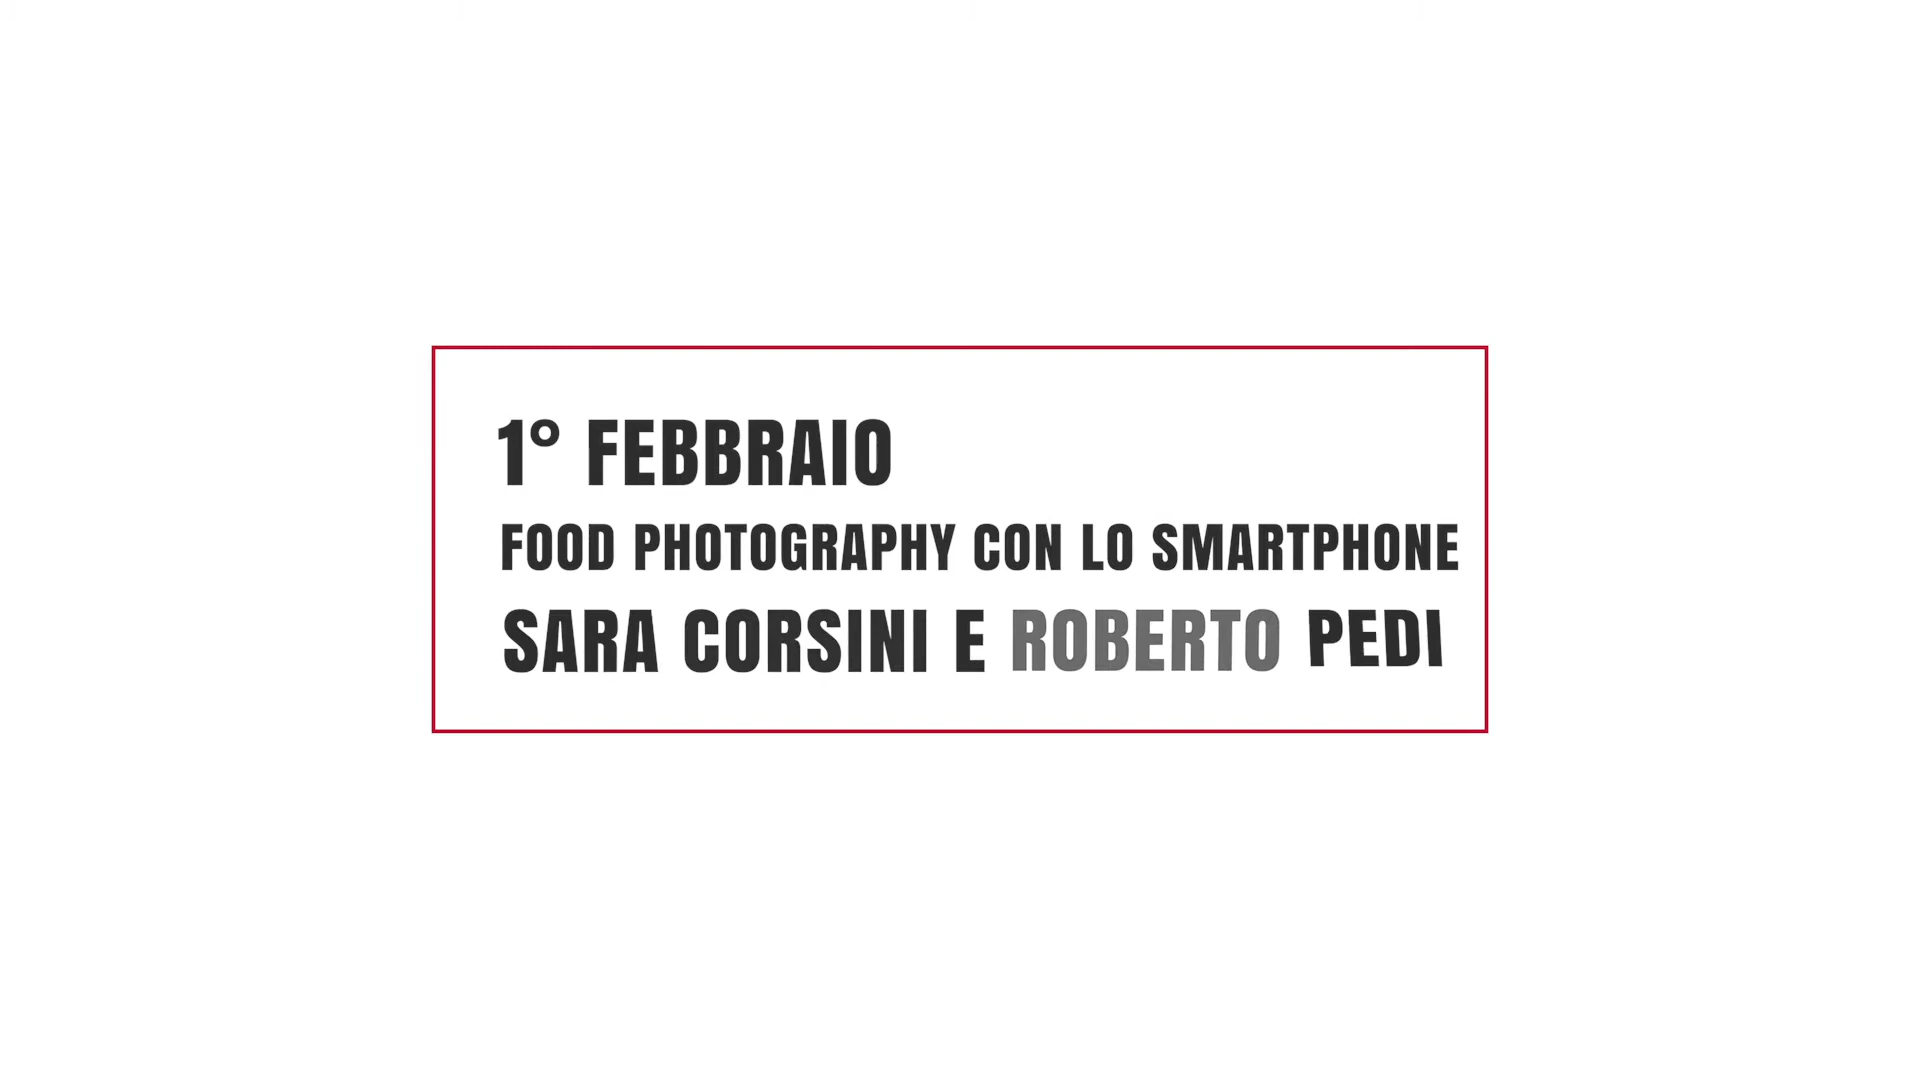 1° FEBBRAIO
FOOD PHOTOGRAPHY CON LO SMARTPHONE
SARA CORSINI E ROBERTO PEDI